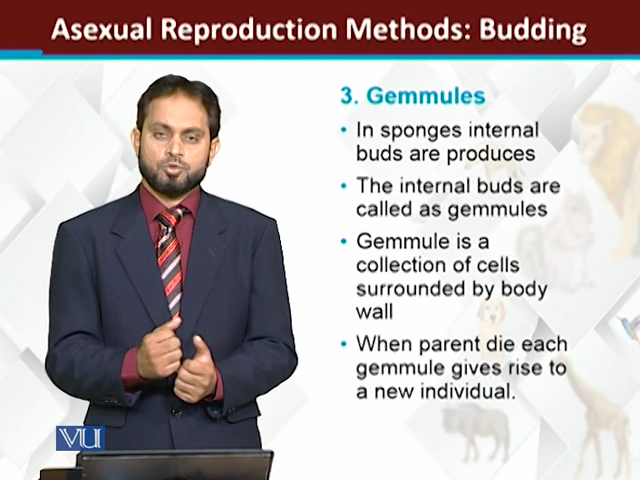 Asexual Reproduction Methods: Budding
3. Gemmules
• In sponges internal
buds are produces
• The internal buds are
called as gemmules
• Gemmule is a
collection of cells
surrounded by body
wall
• When parent die each
gemmule gives rise to
a new individual.
VU